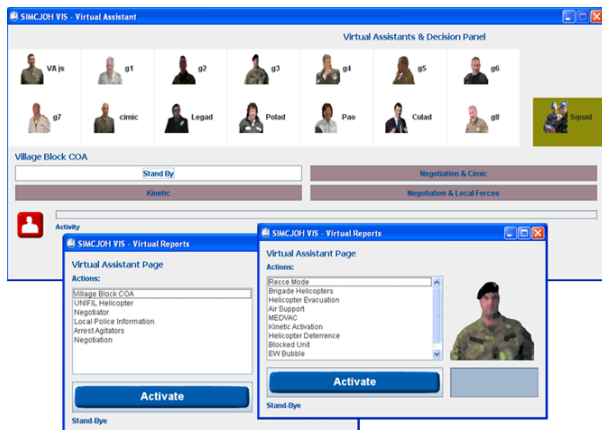 SIMCJOH VIS - Virtual Assistant
Virtual Assistants & Decision Panel
VA js
g1
g2
g3
g4
g5
g6
g7
cimic
Legad
Polad
Pao
Culad
g8
Squad
Village Block COA
Stand By
Negotiation & Cimic
Kinetic
Negotiation & Local Forces
Activity
SIMCJOH VIS - Virtual Reports
Virtual Assistant Page
Actions:
Village Block COA
UNIFIL Helicopter
Negotiator
Local Police Information
Arrest Agitators
Negotiation
Activate
Stand-Bye
SIMCJOH VIS - Virtual Reports
Virtual Assistant Page
Actions:
Recce Mode
Brigade Helicopters
Helicopter Evacuation
Air Support
MEDVAC
Kinetic Activation
Helicopter Deterrence
Blocked Unit
EW Bubble
Activate
Stand-Bye